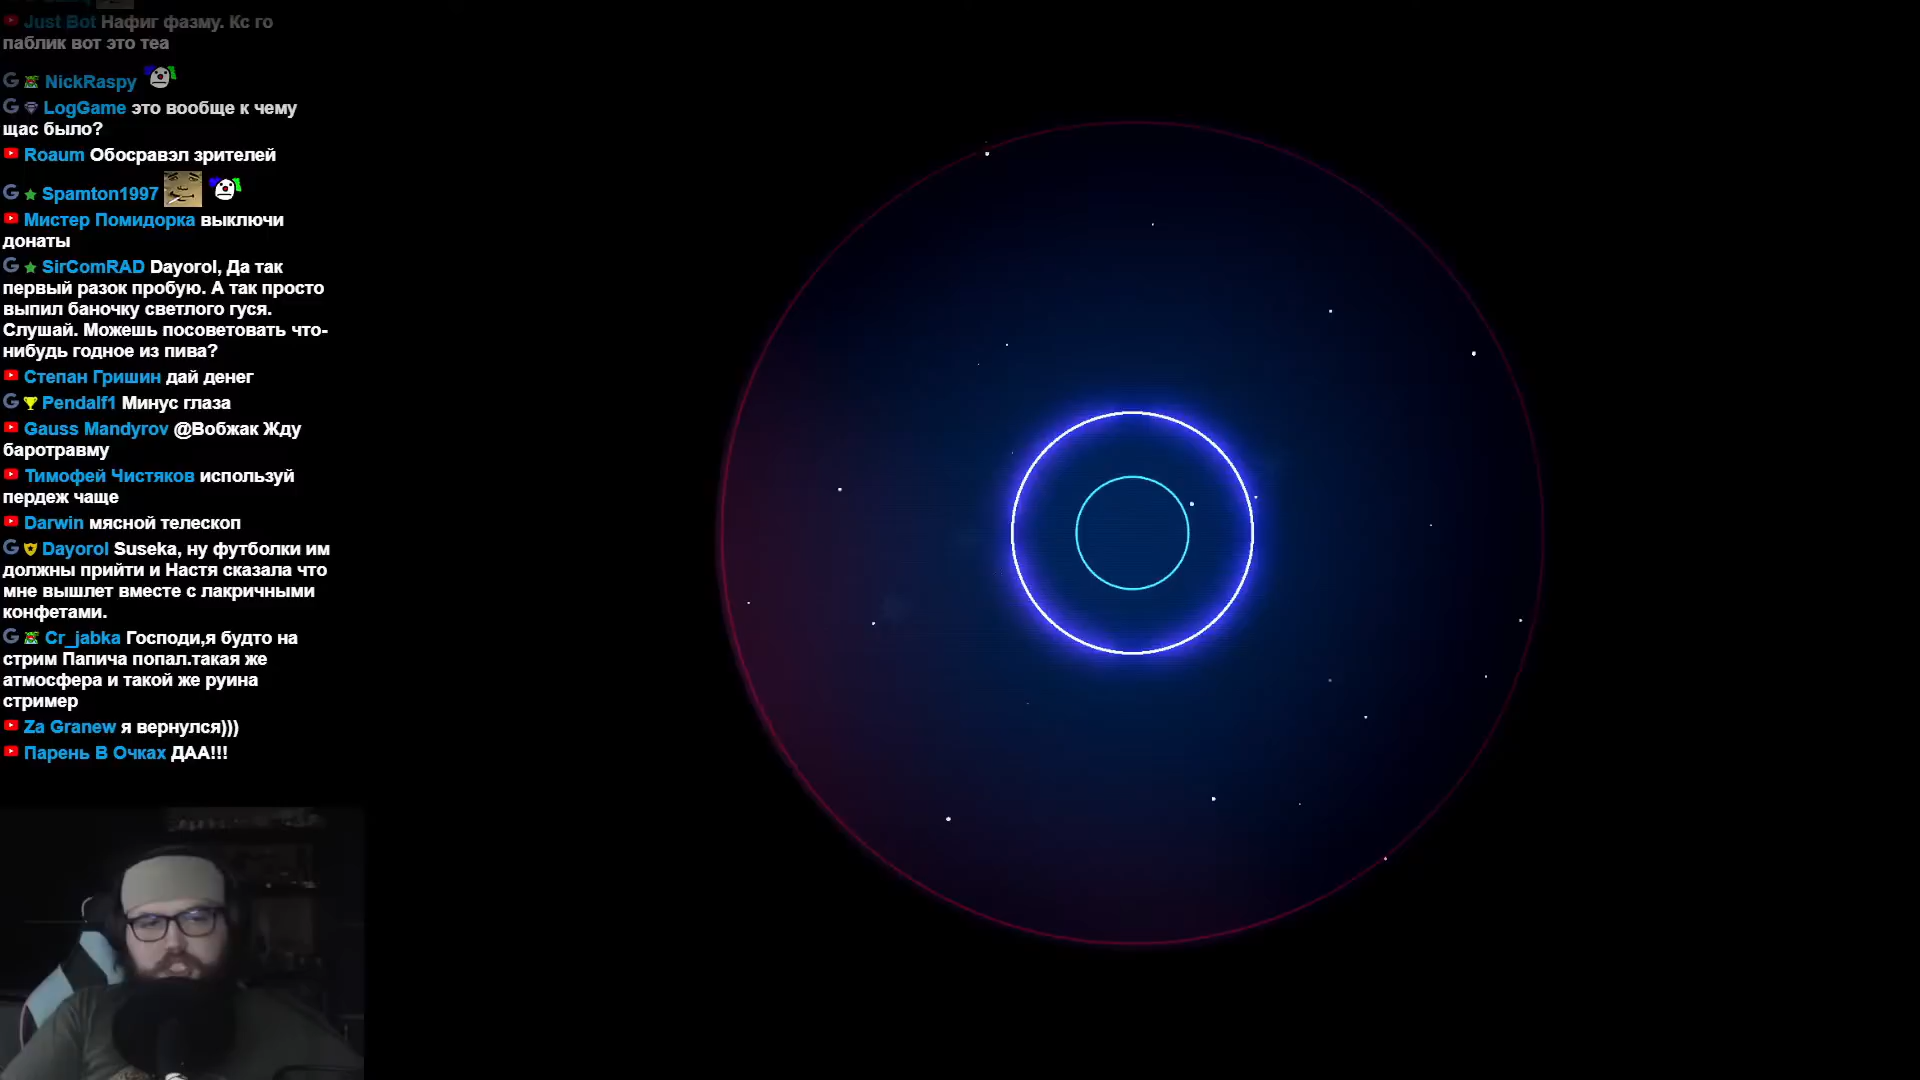 Just Bot Нафиг фазму. Кс го
паблик вот это теа
NickRaspy
LogGame это вообще к чему
щас было?
Roaum Обосравэл зрителей
Spamton1997
Мистер Помидорка выключи
донаты
SirComRAD Dayorol, Да так
первый разок пробую. А так просто
выпил баночку светлого гуся.
Слушай. Можешь посоветовать что-
нибудь годное из пива?
Степан Гришин дай денег
Pendalf1 Минус глаза
Gauss Mandyrov @Вобжак Жду
баротравму
Тимофей Чистяков используй
пердеж чаще
Darwin мясной телескоп
Dayorol Suseka, ну футболки им
должны прийти и Настя сказала что
мне вышлет вместе с лакричными
конфетами.
Cr_jabka Господи,я будто на
стрим Папича попал.такая же
атмосфера и такой же руина
стример
Za Granew я вернулся)))
Парень В Очках ДАА!!!